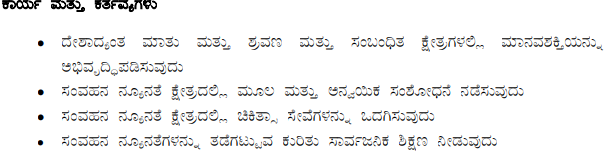 ಕಾರ್ಯ ಮತ್ತು ಕರ್ತವ್ಯಗಳು
• ದೇಶಾದ್ಯಂತ ಮಾತು ಮತ್ತು ಶ್ರವಣ ಮತ್ತು ಸಂಬಂಧಿತ ಕ್ಷೇತ್ರಗಳಲ್ಲಿ ಮಾನವಶಕ್ತಿಯನ್ನು
ಅಭಿವೃದ್ಧಿಪಡಿಸುವುದು
• ಸಂವಹನ ನ್ಯೂನತೆ ಕ್ಷೇತ್ರದಲ್ಲಿ ಮೂಲ ಮತ್ತು ಅನ್ವಯಿಕ ಸಂಶೋಧನೆ ನಡೆಸುವುದು
• ಸಂವಹನ ನ್ಯೂನತೆ ಕ್ಷೇತ್ರದಲ್ಲಿ ಚಿಕಿತ್ಸಾ ಸೇವೆಗಳನ್ನು ಒದಗಿಸುವುದು
• ಸಂವಹನ ನ್ಯೂನತೆಗಳನ್ನು ತಡೆಗಟ್ಟುವ ಕುರಿತು ಸಾರ್ವಜನಿಕ ಶಿಕ್ಷಣ ನೀಡುವುದು